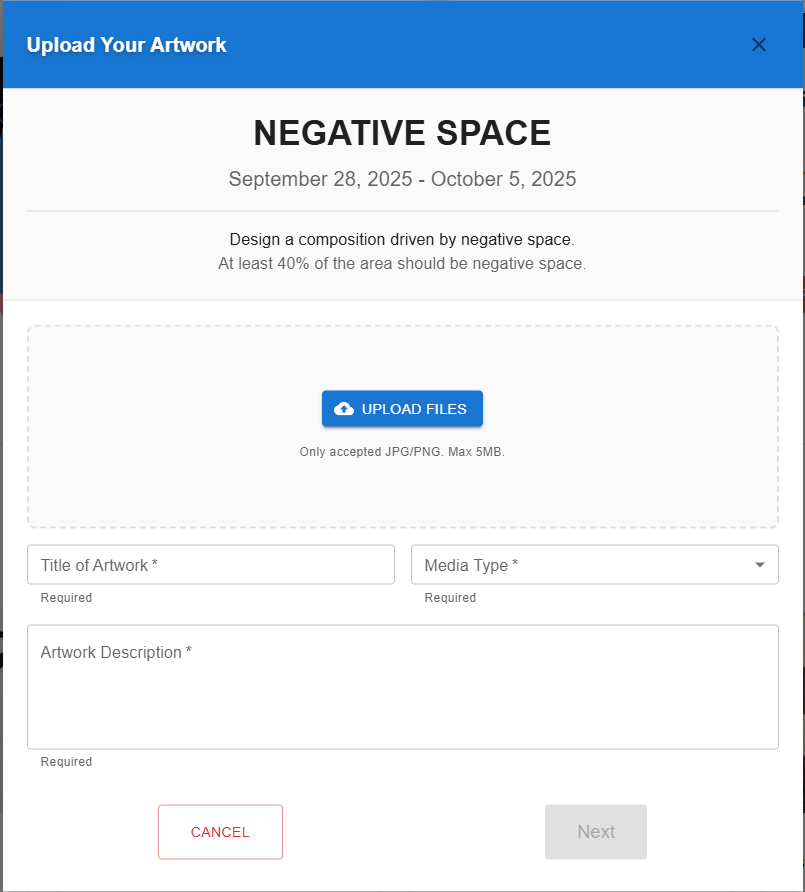 Upload Your Artwork
NEGATIVE SPACE
September 28, 2025 - October 5, 2025
Design a composition driven by negative space.
At least 40% of the area should be negative space.
UPLOAD FILES
Only accepted JPG/PNG. Max 5MB.
Title of Artwork *
Media Type *
Required
Required
Artwork Description *
Required
CANCEL
Next